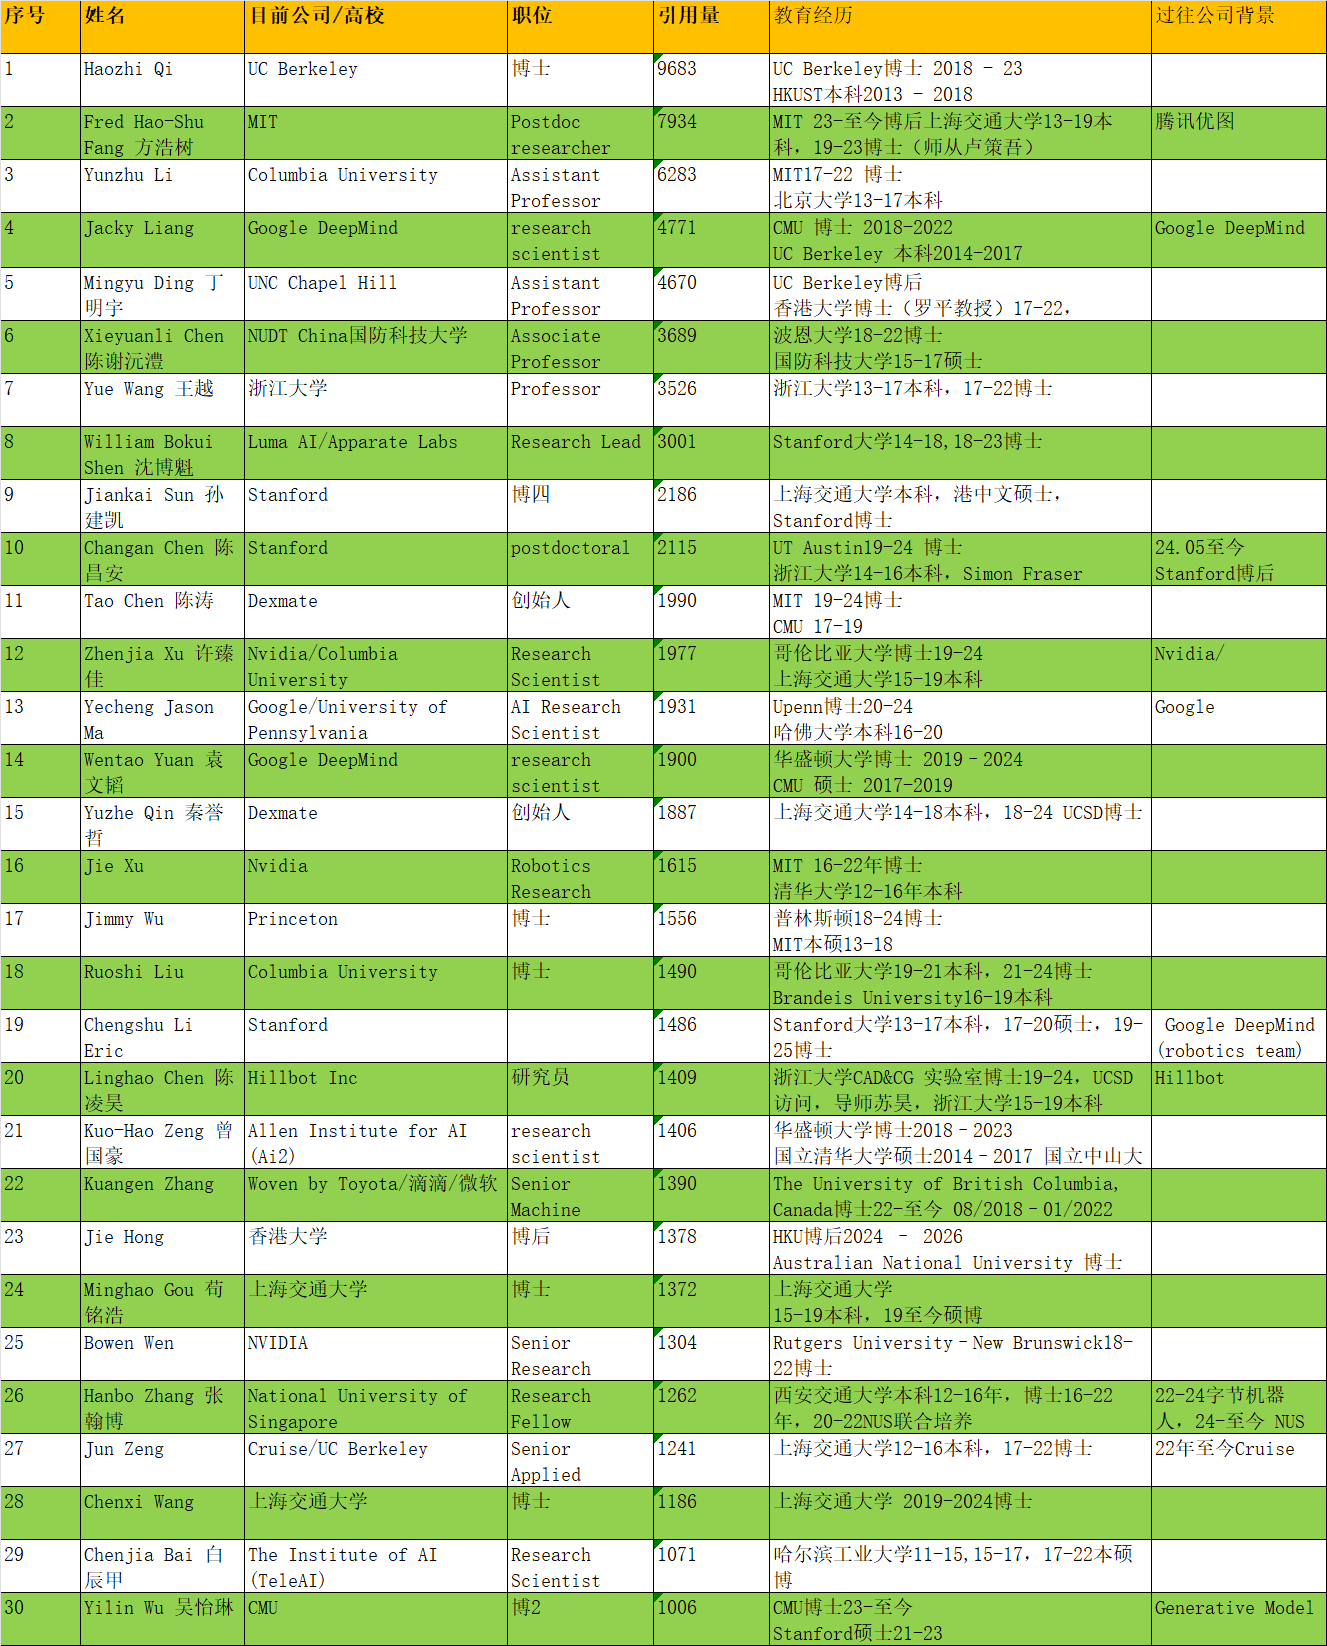 序号 姓名 目前公司/高校 职位 引用量 教育经历 过往公司背景
1 Haozhi Qi UC Berkeley 博士 9683 UC Berkeley博士 2018 - 23
HKUST本科2013 - 2018
2 Fred Hao-Shu MIT Postdoc 7934 MIT 23-至今博后上海交通大学13-19本 腾讯优图
Fang 方浩树 researcher 科，19-23博士（师从卢策吾）
3 Yunzhu Li Columbia University Assistant 6283 MIT17-22 博士
Professor 北京大学13-17本科
4 Jacky Liang Google DeepMind research 4771 CMU 博士 2018-2022 Google DeepMind
scientist UC Berkeley 本科2014-2017
5 Mingyu Ding 丁 UNC Chapel Hill Assistant 4670 UC Berkeley博后
明宇 Professor 香港大学博士（罗平教授）17-22，
6 Xieyuanli Chen NUDT China国防科技大学 Associate 3689 波恩大学18-22博士
陈谢沅澧 Professor 国防科技大学15-17硕士
7 Yue Wang 王越 浙江大学 Professor 3526 浙江大学13-17本科，17-22博士
8 William Bokui Luma AI/Apparate Labs Research Lead 3001 Stanford大学14-18,18-23博士
Shen 沈博魁
9 Jiankai Sun 孙 Stanford 博四 2186 上海交通大学本科，港中文硕士，
建凯 Stanford博士
10 Changan Chen 陈 Stanford postdoctoral 2115 UT Austin19-24 博士 24.05至今
昌安 浙江大学14-16本科，Simon Fraser Stanford博后
11 Tao Chen 陈涛 Dexmate 创始人 1990 MIT 19-24博士
CMU 17-19
12 Zhenjia Xu 许臻 Nvidia/Columbia Research 1977 哥伦比亚大学博士19-24 Nvidia/
佳 University Scientist 上海交通大学15-19本科
13 Yecheng Jason Google/University of AI Research 1931 Upenn博士20-24 Google
Ma Pennsylvania Scientist 哈佛大学本科16-20
14 Wentao Yuan 袁 Google DeepMind research 1900 华盛顿大学博士 2019–2024
文韬 scientist CMU 硕士 2017-2019
15 Yuzhe Qin 秦誉 Dexmate 创始人 1887 上海交通大学14-18本科，18-24 UCSD博士
哲
16 Jie Xu Nvidia Robotics 1615 MIT 16-22年博士
Research 清华大学12-16年本科
17 Jimmy Wu Princeton 博士 1556 普林斯顿18-24博士
MIT本硕13-18
18 Ruoshi Liu Columbia University 博士 1490 哥伦比亚大学19-21本科，21-24博士
Brandeis University16-19本科
19 Chengshu Li Stanford 1486 Stanford大学13-17本科，17-20硕士，19- Google DeepMind
Eric 25博士 (robotics team)
20 Linghao Chen 陈 Hillbot Inc 研究员 1409 浙江大学CAD&CG 实验室博士19-24，UCSD Hillbot
凌昊 访问，导师苏昊，浙江大学15-19本科
21 Kuo-Hao Zeng 曾 Allen Institute for AI research 1406 华盛顿大学博士2018–2023
国豪 (Ai2) scientist 国立清华大学硕士2014–2017 国立中山大
22 Kuangen Zhang Woven by Toyota/滴滴/微软 Senior 1390 The University of British Columbia,
Machine Canada博士22-至今 08/2018–01/2022
23 Jie Hong 香港大学 博后 1378 HKU博后2024 – 2026
Australian National University 博士
24 Minghao Gou 苟 上海交通大学 博士 1372 上海交通大学
铭浩 15-19本科，19至今硕博
25 Bowen Wen NVIDIA Senior 1304 Rutgers University–New Brunswick18-
Research 22博士
26 Hanbo Zhang 张 National University of Research 1262 西安交通大学本科12-16年，博士16-22 22-24字节机器
翰博 Singapore Fellow 年，20-22NUS联合培养 人，24-至今 NUS
27 Jun Zeng Cruise/UC Berkeley Senior 1241 上海交通大学12-16本科，17-22博士 22年至今Cruise
Applied
28 Chenxi Wang 上海交通大学 博士 1186 上海交通大学 2019-2024博士
29 Chenjia Bai 白 The Institute of AI Research 1071 哈尔滨工业大学11-15,15-17，17-22本硕
辰甲 (TeleAI) Scientist 博
30 Yilin Wu 吴怡琳 CMU 博2 1006 CMU博士23-至今 Generative Model
Stanford硕士21-23